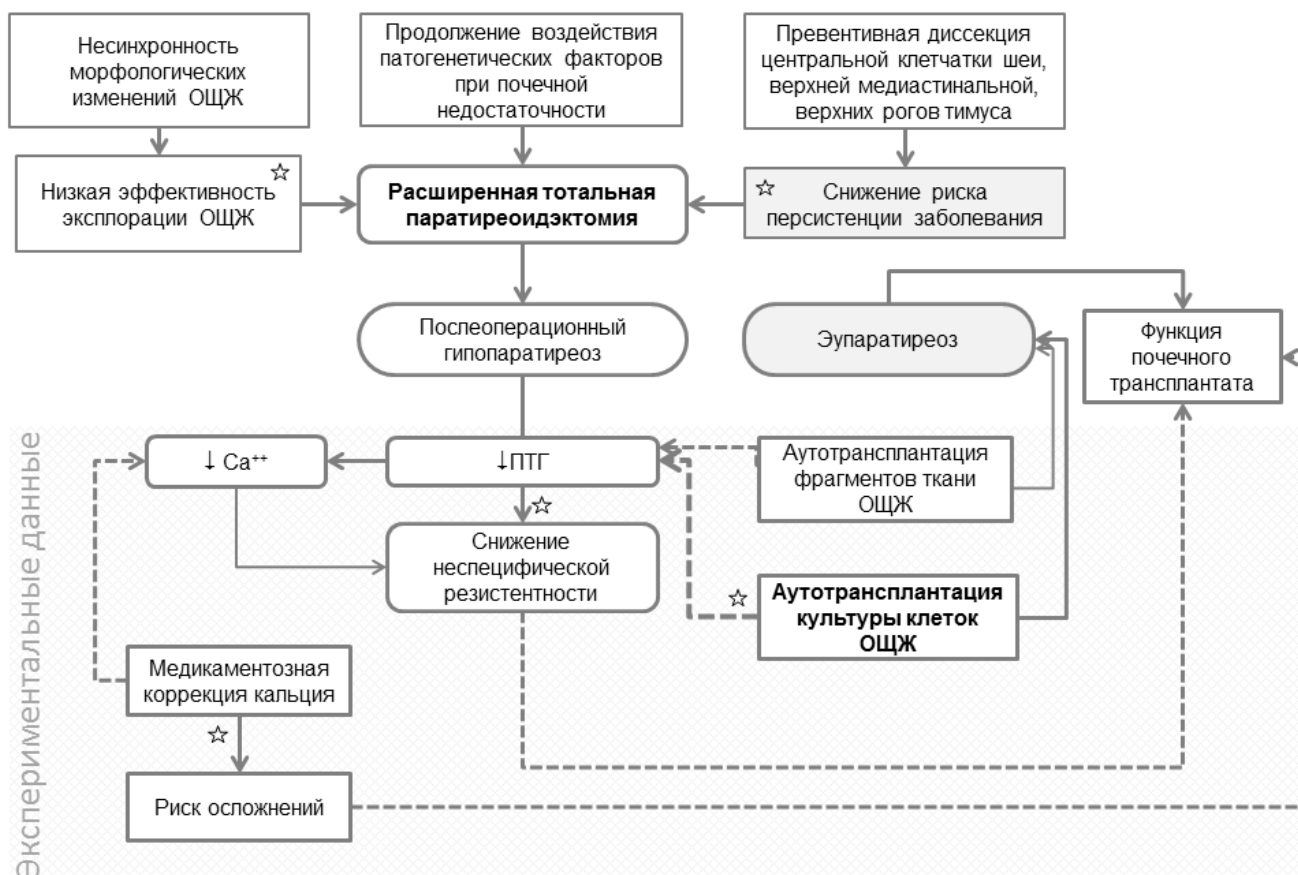 Несинхронность
морфологических
изменений ОЩЖ
Продолжение воздействия
патогенетических факторов
при почечной
недостаточности
Превентивная диссекция
центральной клетчатки шеи,
верхней медиастинальной,
верхних рогов тимуса
Низкая эффективность
эксппорации ОЩЖ
Расширенная тотальная
паратиреоидэктомия
Снижение риска
персистенции заболевания
Послеоперационный
гипопаратиреоз
Эупаратиреоз
Функция
почечного
трансплантата
↓ Ca⁺⁺
↓ПТГ
Аутотрансплантация
фрагментов ткани
ОЩЖ
Снижение
неспецифической
резистентности
Аутотрансплантация
культуры клеток
ОЩЖ
Медикаментозная
коррекция кальция
Риск осложнений
Экспериментальные данные